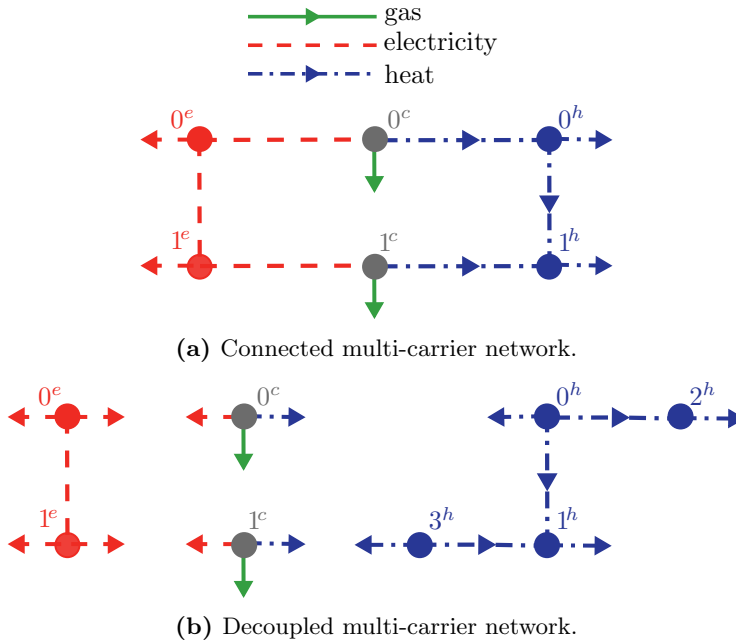 gas
electricity
heat
0^e 0^c 0^h
1^e 1^c 1^h
(a) Connected multi-carrier network.
0^e 0^c 0^h 2^h
1^e 1^c 3^h 1^h
(b) Decoupled multi-carrier network.